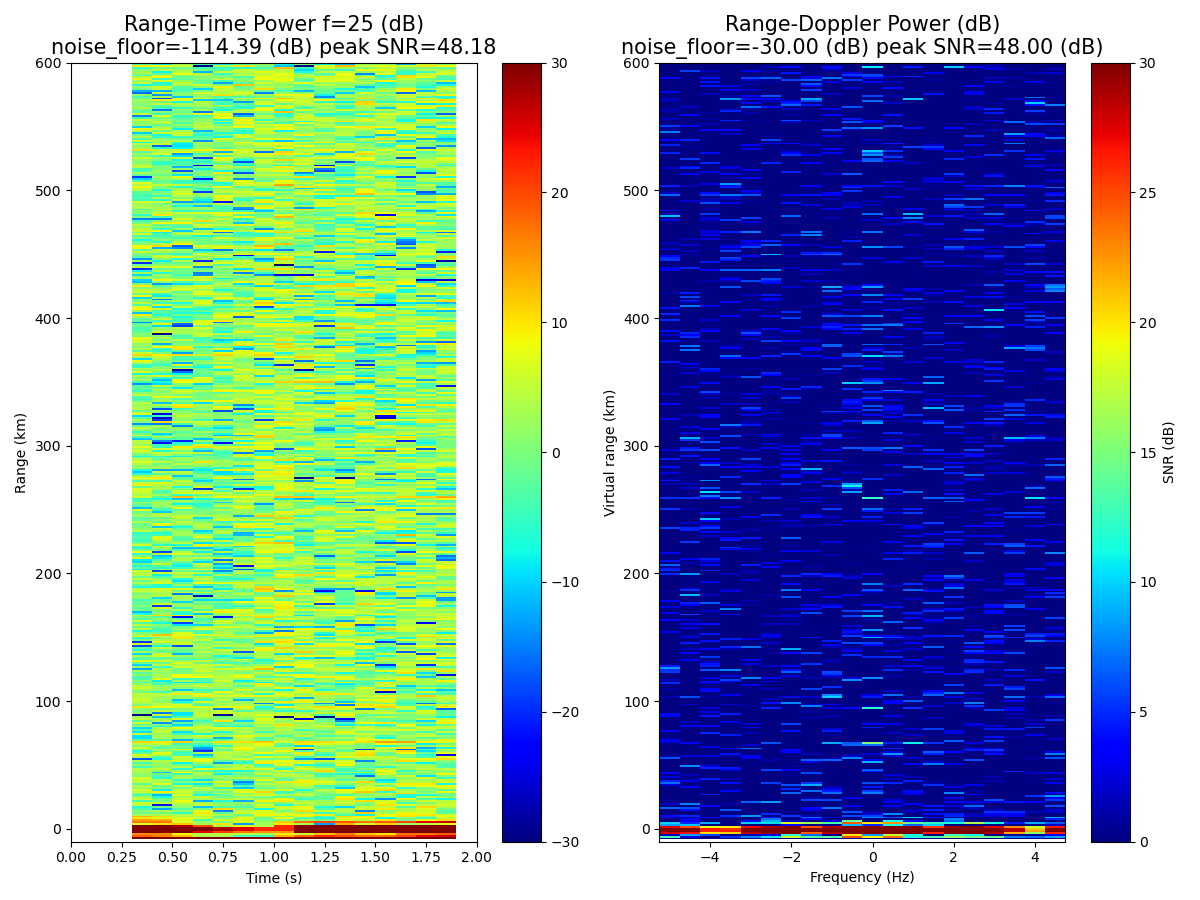 Range-Time Power f=25 (dB)
noise_floor=-114.39 (dB) peak SNR=48.18
Range-Doppler Power (dB)
noise_floor=-30.00 (dB) peak SNR=48.00 (dB)
600
500
400
300
200
100
0
Range (km)
0.00 0.25 0.50 0.75 1.00 1.25 1.50 1.75 2.00
Time (s)
30
20
10
0
−10
−20
−30
600
500
400
300
200
100
0
Virtual range (km)
−4 −2 0 2 4
Frequency (Hz)
30
25
20
15
10
5
0
SNR (dB)